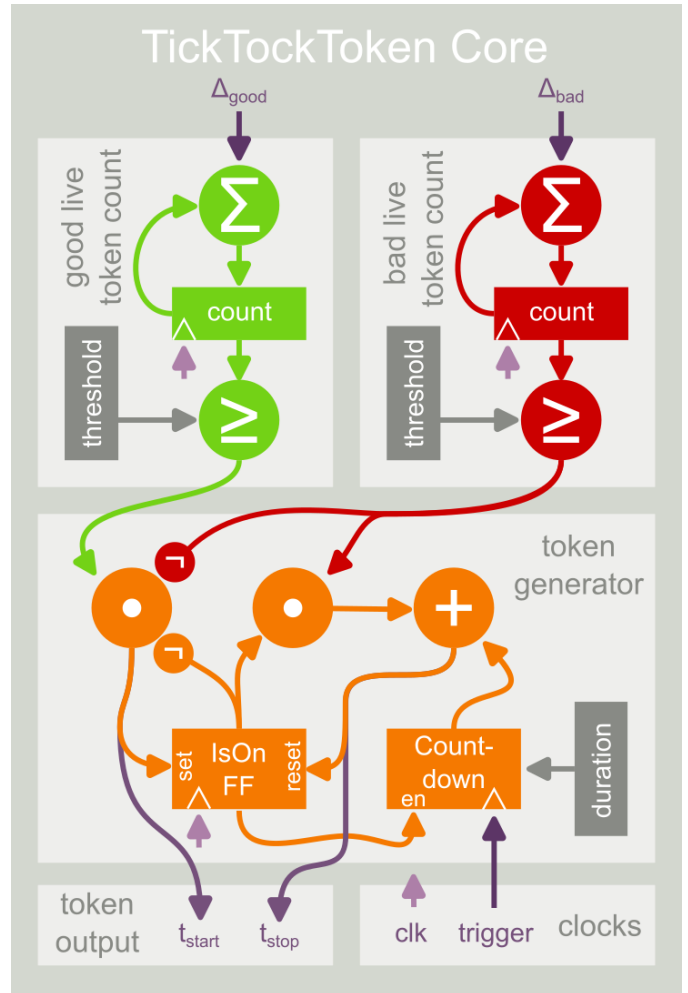 TickTockToken Core
Δgood
Δbad
good live
token count
bad live
token count
Σ
Σ
count
count
threshold
threshold
≥
≥
token
generator
¬
+
¬
set
IsOn
FF
reset
Count-
down
en
duration
token
output
tstart
tstop
clk
trigger
clocks